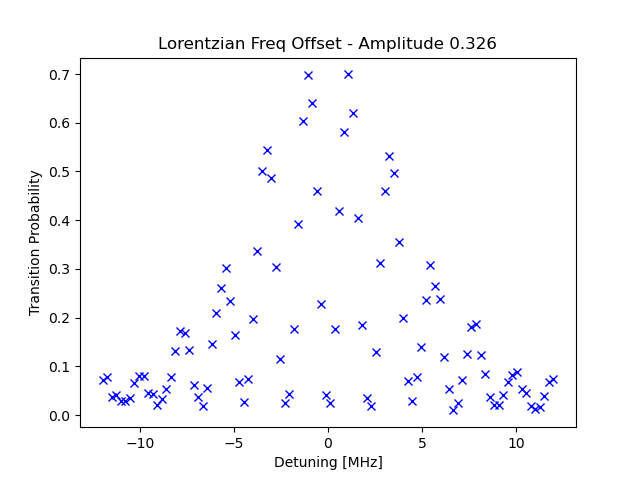 Lorentzian Freq Offset - Amplitude 0.326
Transition Probability
0.7
0.6
0.5
0.4
0.3
0.2
0.1
0.0
−10 −5 0 5 10
Detuning [MHz]